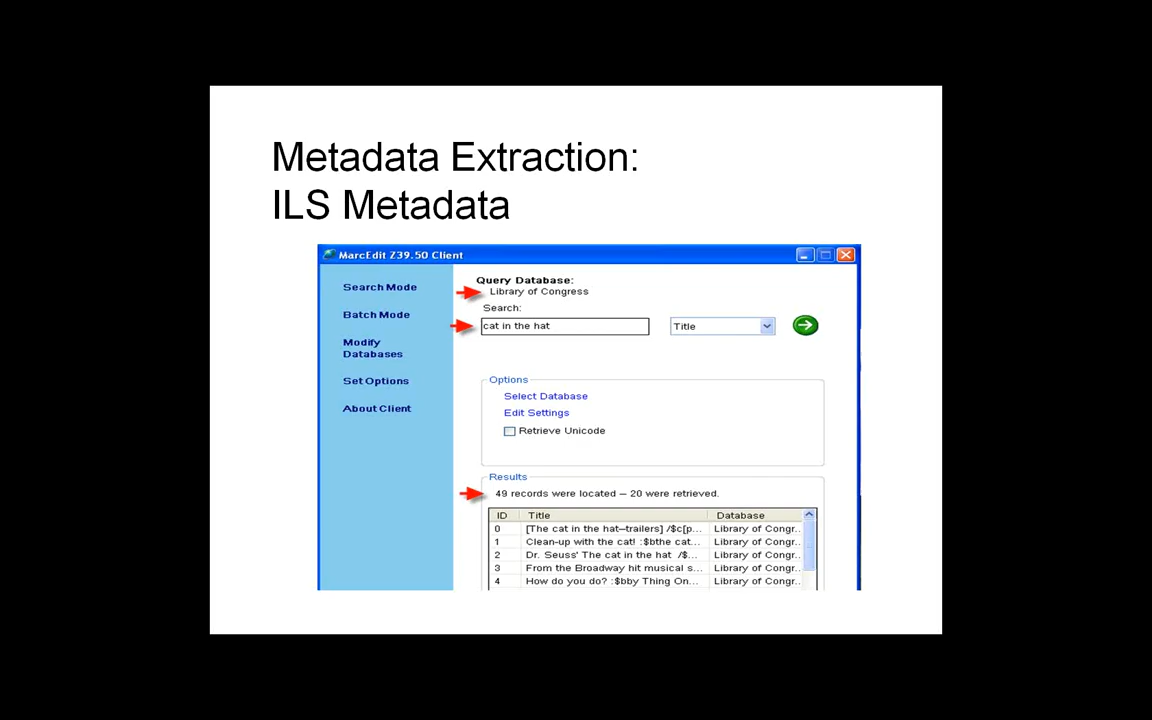 Metadata Extraction:
ILS Metadata
MarcEdit Z39.50 Client
Search Mode
Batch Mode
Modify
Databases
Set Options
About Client
Query Database:
Library of Congress
Search:
cat in the hat
Title
Options
Select Database
Edit Settings
Retrieve Unicode
Results
49 records were located -- 20 were retrieved.
ID Title Database
0 [The cat in the hat--trailers] /$c[p... Library of Congr..
1 Clean-up with the cat! :$bthe cat... Library of Congr..
2 Dr. Seuss' The cat in the hat /$... Library of Congr..
3 From the Broadway hit musical s... Library of Congr..
4 How do you do? :$bby Thing On... Library of Congr..